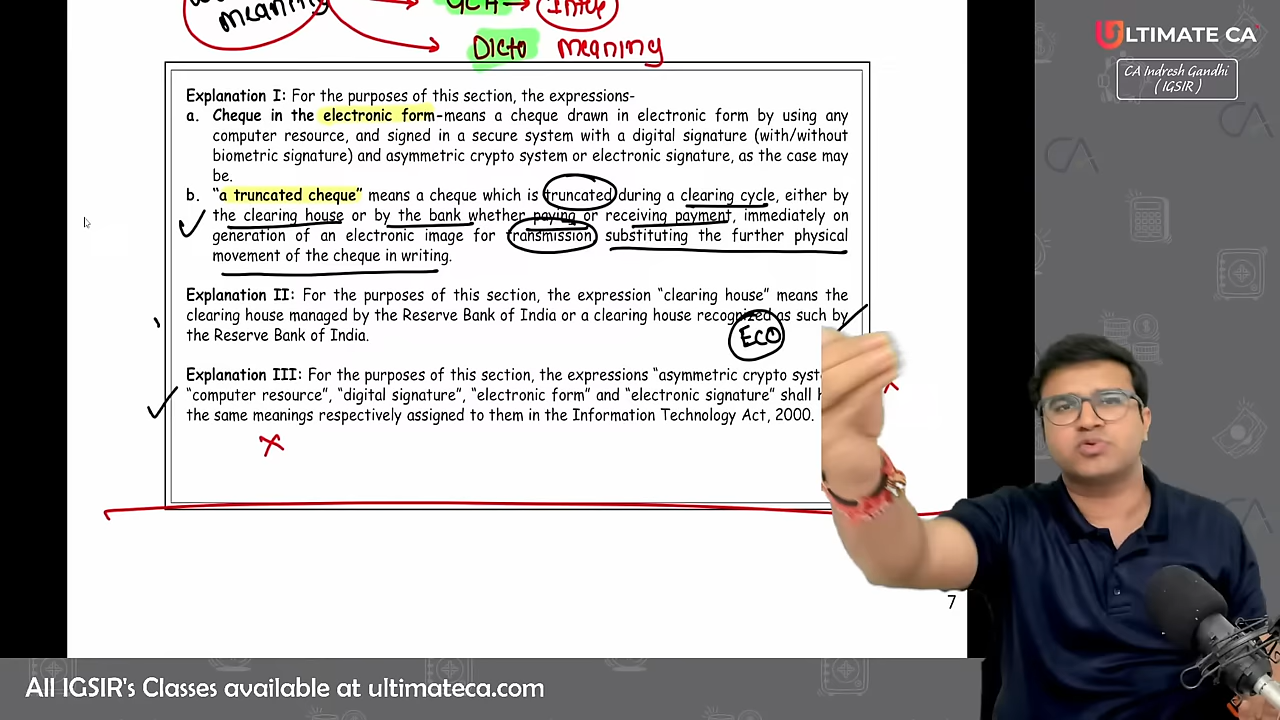 meaning
GCA → Inter
Dicto meaning
ULTIMATE CA
CA Indresh Gandhi
( IGSIR )
Explanation I: For the purposes of this section, the expressions-
a. Cheque in the electronic form-means a cheque drawn in electronic form by using any
computer resource, and signed in a secure system with a digital signature (with/without
biometric signature) and asymmetric crypto system or electronic signature, as the case may
be.
b. “a truncated cheque” means a cheque which is truncated during a clearing cycle, either by
the clearing house or by the bank whether paying or receiving payment, immediately on
generation of an electronic image for transmission, substituting the further physical
movement of the cheque in writing.
Explanation II: For the purposes of this section, the expression “clearing house” means the
clearing house managed by the Reserve Bank of India or a clearing house recognized as such by
the Reserve Bank of India.
Eco
Explanation III: For the purposes of this section, the expressions “asymmetric crypto
“computer resource”, “digital signature”, “electronic form” and “electronic signature” shall
the same meanings respectively assigned to them in the Information Technology Act, 2000.
7
All IGSIR's Classes available at ultimateca.com